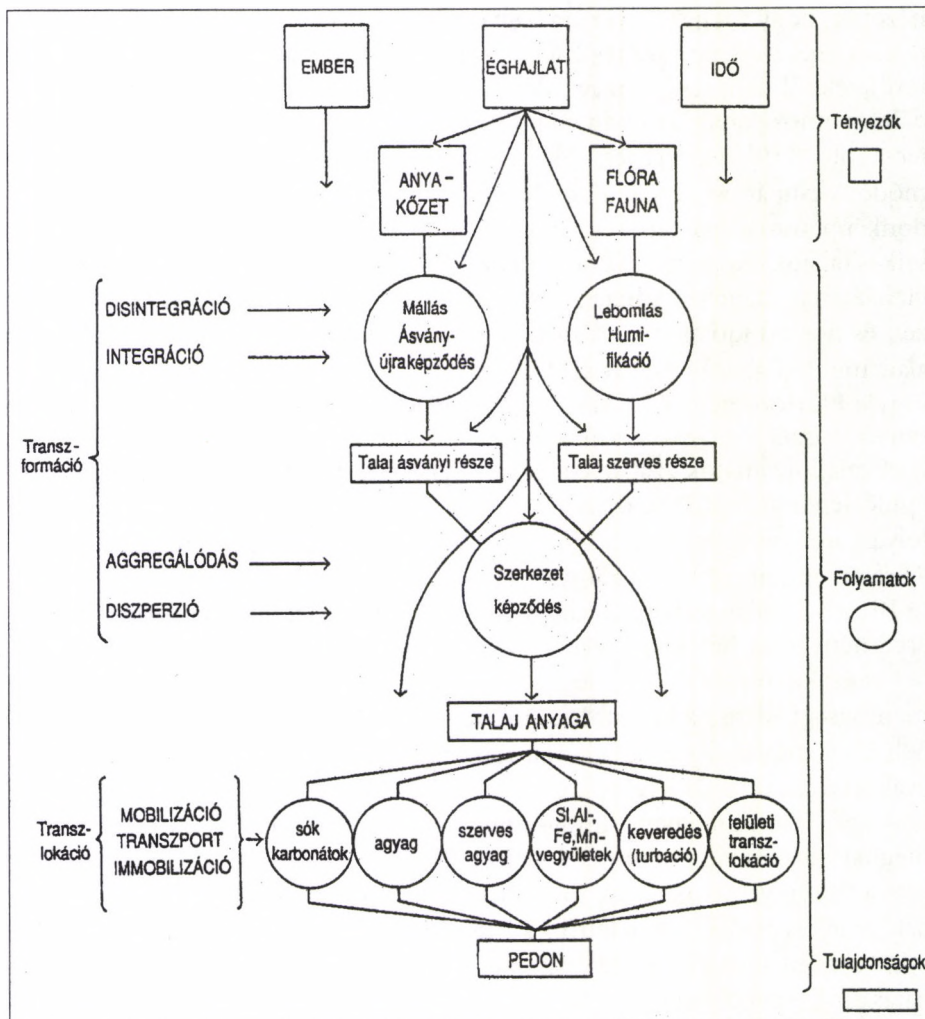 EMBER
ÉGHAJLAT
IDŐ
Tényezők
ANYA-
KŐZET
FLÓRA
FAUNA
DISINTEGRÁCIÓ
INTEGRÁCIÓ
Mállás
Ásvány-
újraképződés
Lebomlás
Humi-
fikáció
Transz-
formáció
Talaj ásványi része
Talaj szerves része
AGGREGÁLÓDÁS
DISZPERZIÓ
Szerkezet
képződés
Folyamatok
TALAJ ANYAGA
Transz-
lokáció
MOBILIZÁCIÓ
TRANSZPORT
IMMOBILIZÁCIÓ
sók
karbonátok
agyag
szerves
agyag
Si,Al-,
Fe,Mn-
vegyületek
keveredés
(turbáció)
felületi
transz-
lokáció
PEDON
Tulajdonságok